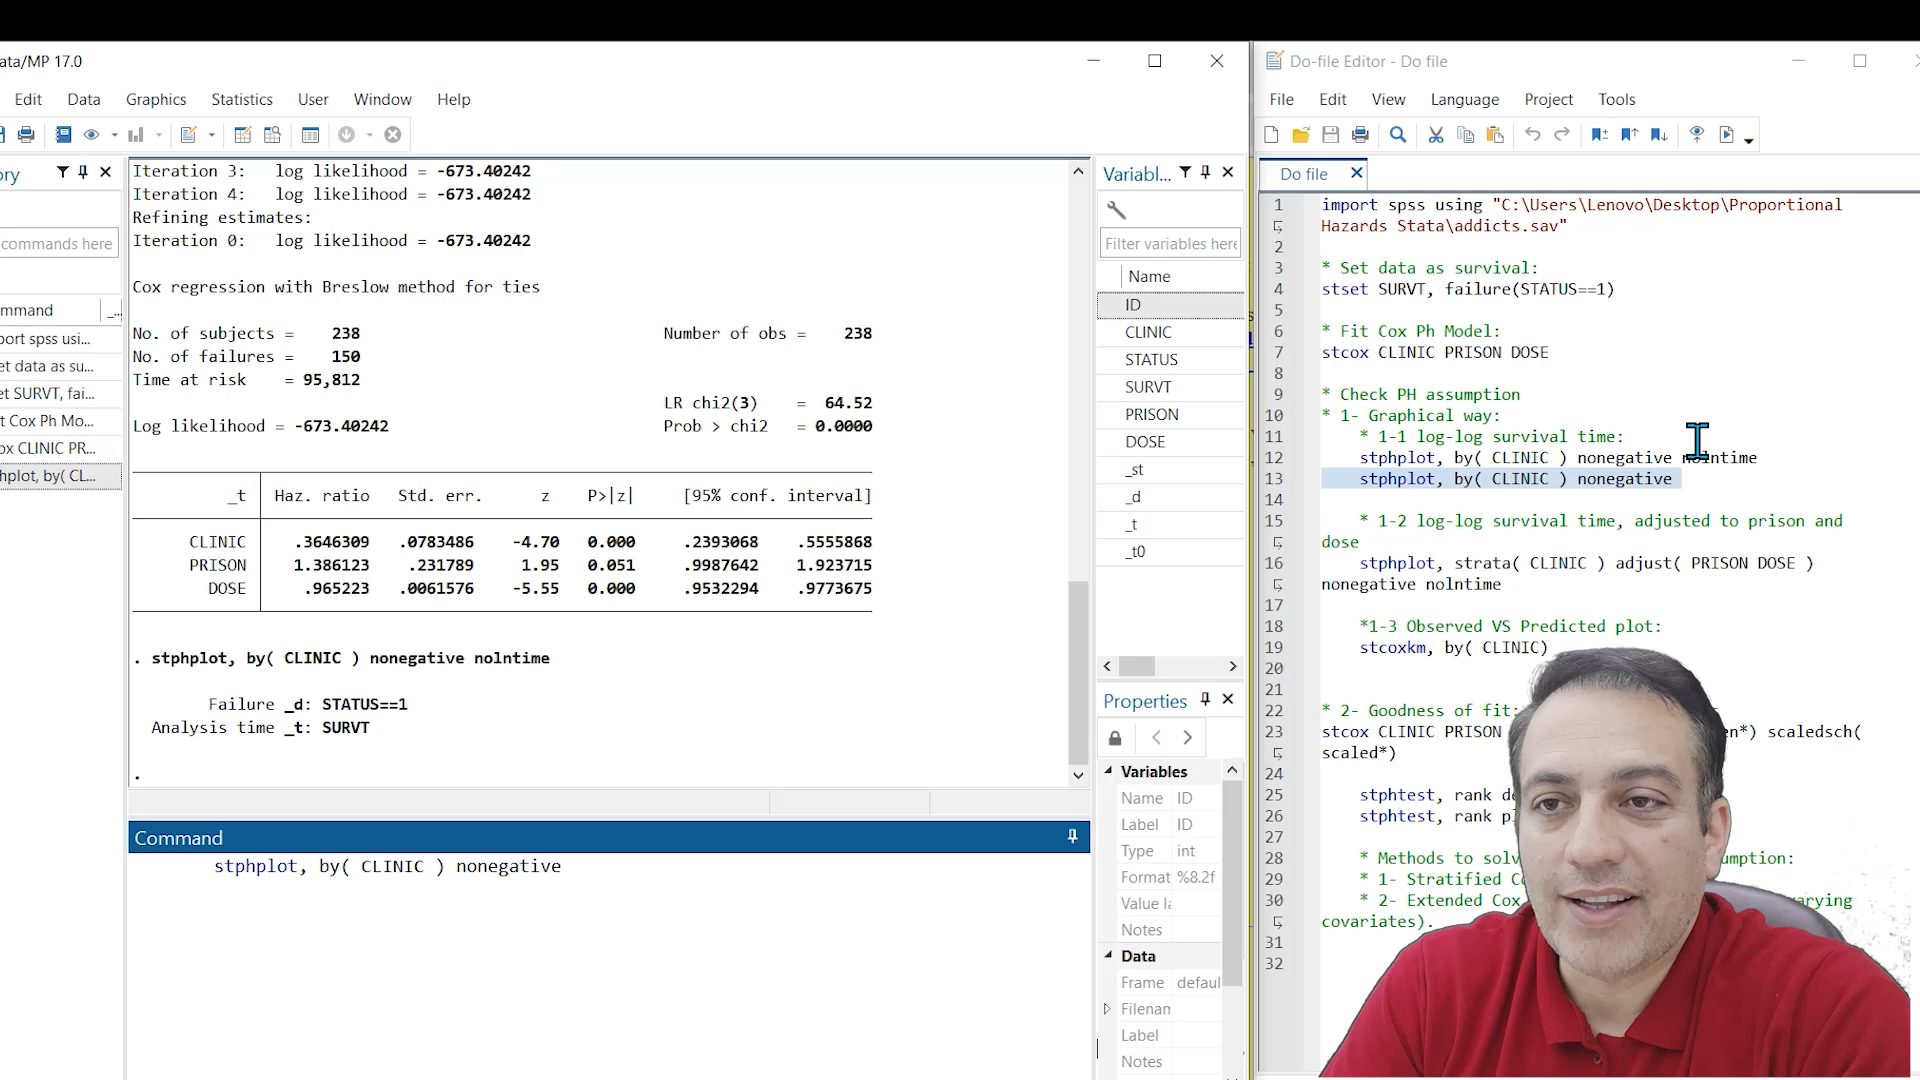 ata/MP 17.0
Edit Data Graphics Statistics User Window Help
ory
commands here
ommand _...
port spss usi...
et data as su...
et SURVT, fai...
t Cox Ph Mo...
ox CLINIC PR...
phplot, by( CL...
Iteration 3: log likelihood = -673.40242
Iteration 4: log likelihood = -673.40242
Refining estimates:
Iteration 0: log likelihood = -673.40242
Cox regression with Breslow method for ties
No. of subjects = 238 Number of obs = 238
No. of failures = 150
Time at risk = 95,812
LR chi2(3) = 64.52
Log likelihood = -673.40242 Prob > chi2 = 0.0000
_t Haz. ratio Std. err. z P>|z| [95% conf. interval]
CLINIC .3646309 .0783486 -4.70 0.000 .2393068 .5555868
PRISON 1.386123 .231789 1.95 0.051 .9987642 1.923715
DOSE .965223 .0061576 -5.55 0.000 .9532294 .9773675
. stphplot, by( CLINIC ) nonegative nolntime
Failure _d: STATUS==1
Analysis time _t: SURVT
.
Command
stphplot, by( CLINIC ) nonegative
Variabl...
Filter variables here
Name
ID
CLINIC
STATUS
SURVT
PRISON
DOSE
_st
_d
_t
_t0
Properties
Variables
Name ID
Label ID
Type int
Format %8.2f
Value la
Notes
Data
Frame defaul
Filenam
Label
Notes
Do-file Editor - Do file
File Edit View Language Project Tools
Do file
1 import spss using "C:\Users\Lenovo\Desktop\Proportional
Hazards Stata\addicts.sav"
2
3 * Set data as survival:
4 stset SURVT, failure(STATUS==1)
5
6 * Fit Cox Ph Model:
7 stcox CLINIC PRISON DOSE
8
9 * Check PH assumption
10 * 1- Graphical way:
11 * 1-1 log-log survival time:
12 stphplot, by( CLINIC ) nonegative nolntime
13 stphplot, by( CLINIC ) nonegative
14
15 * 1-2 log-log survival time, adjusted to prison and
dose
16 stphplot, strata( CLINIC ) adjust( PRISON DOSE )
nonegative nolntime
17
18 *1-3 Observed VS Predicted plot:
19 stcoxkm, by( CLINIC)
20
21
22 * 2- Goodness of fit:
23 stcox CLINIC PRISON en*) scaledsch(
scaled*)
24
25 stphtest, rank de
26 stphtest, rank p
27
28 * Methods to solv umption:
29 * 1- Stratified Co
30 * 2- Extended Cox varying
covariates).
31
32